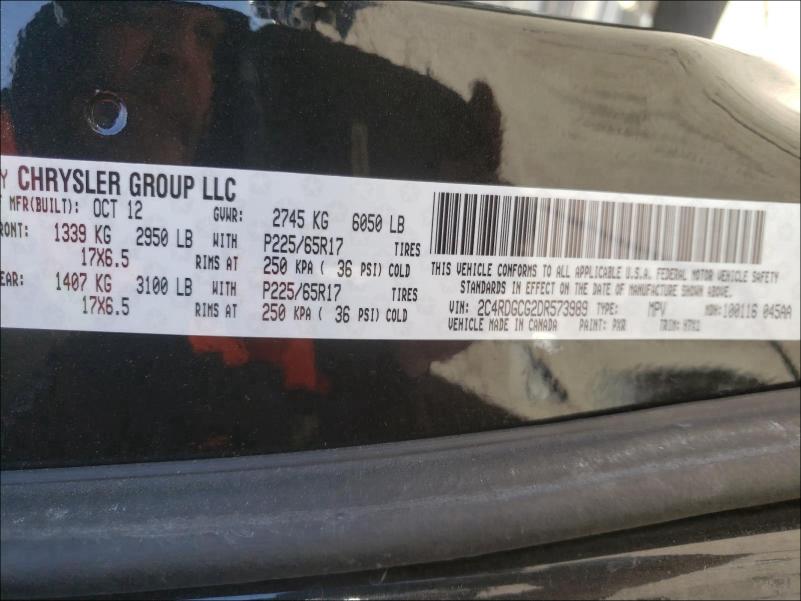 Y CHRYSLER GROUP LLC
MFR(BUILT): OCT 12 GVWR: 2745 KG 6050 LB
RONT: 1339 KG 2950 LB WITH P225/65R17 TIRES
17X6.5 RIMS AT 250 KPA ( 36 PSI) COLD
EAR: 1407 KG 3100 LB WITH P225/65R17 TIRES
17X6.5 RIMS AT 250 KPA ( 36 PSI) COLD
THIS VEHICLE CONFORMS TO ALL APPLICABLE U.S.A. FEDERAL MOTOR VEHICLE SAFETY
STANDARDS IN EFFECT ON THE DATE OF MANUFACTURE SHOWN ABOVE.
VIN: 2C4RDGCG2DR573989 TYPE: MPV MDH: 100116 045AA
VEHICLE MADE IN CANADA PAINT: PXR TRIM: